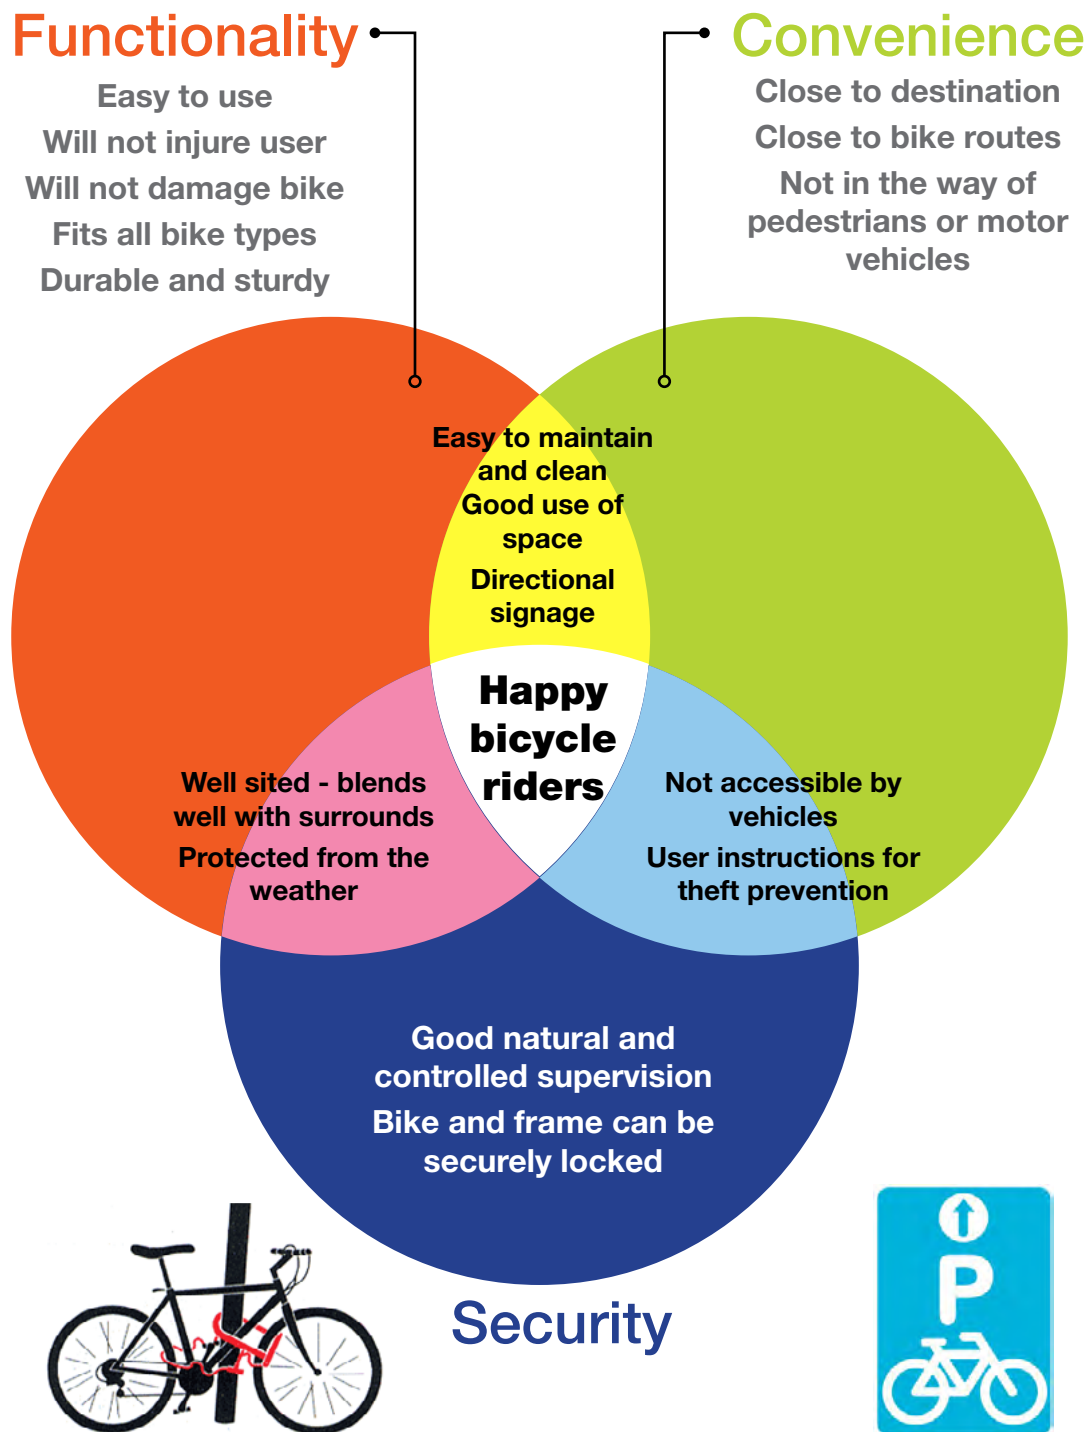 Functionality
Easy to use
Will not injure user
Will not damage bike
Fits all bike types
Durable and sturdy
Convenience
Close to destination
Close to bike routes
Not in the way of
pedestrians or motor
vehicles
Easy to maintain
and clean
Good use of
space
Directional
signage
Happy
bicycle
riders
Well sited - blends
well with surrounds
Protected from the
weather
Not accessible by
vehicles
User instructions for
theft prevention
Good natural and
controlled supervision
Bike and frame can be
securely locked
Security
P